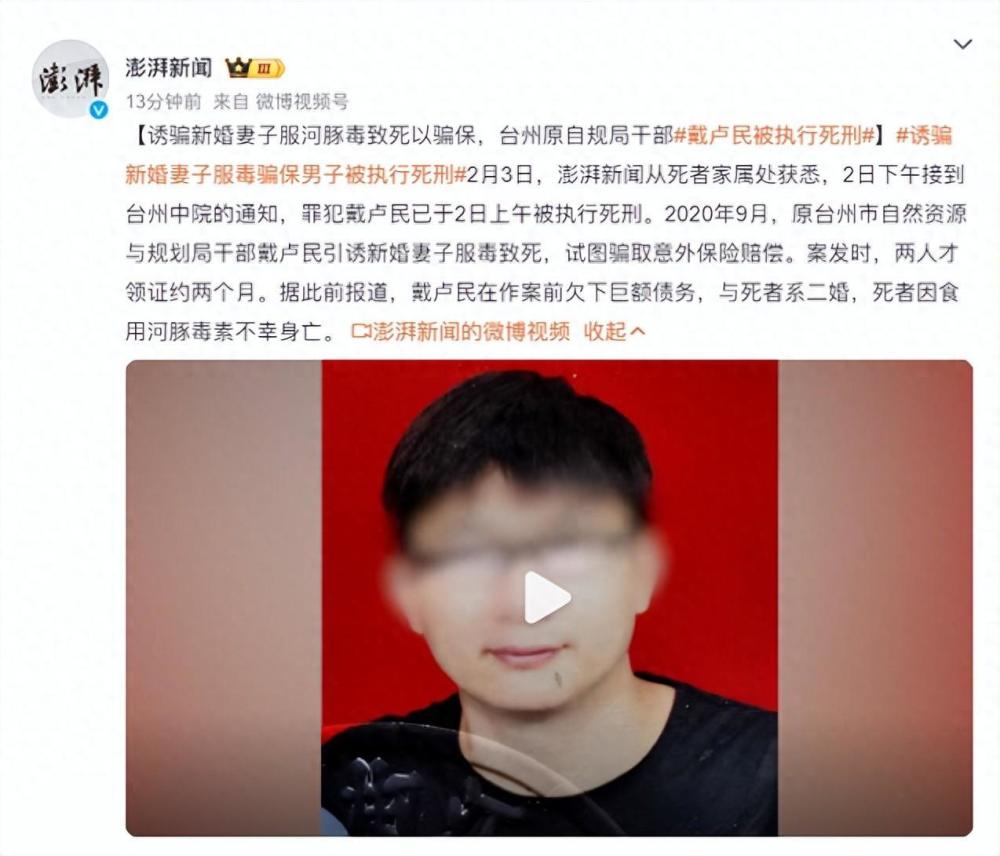 澎湃
澎湃新闻 III
13分钟前 来自 微博视频号
【诱骗新婚妻子服河豚毒致死以骗保，台州原自规局干部#戴卢民被执行死刑#】#诱骗
新婚妻子服毒骗保男子被执行死刑#2月3日，澎湃新闻从死者家属处获悉，2日下午接到
台州中院的通知，罪犯戴卢民已于2日上午被执行死刑。2020年9月，原台州市自然资源
与规划局干部戴卢民引诱新婚妻子服毒致死，试图骗取意外保险赔偿。案发时，两人才
领证约两个月。据此前报道，戴卢民在作案前欠下巨额债务，与死者系二婚，死者因食
用河豚毒素不幸身亡。 澎湃新闻的微博视频 收起